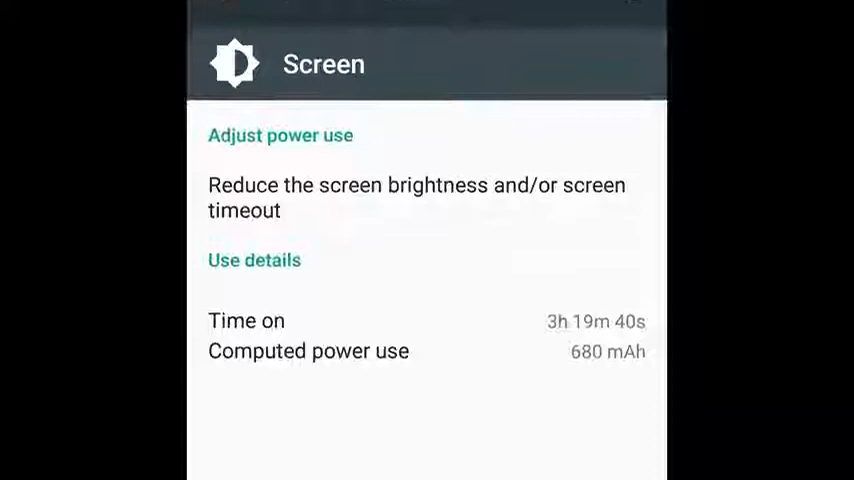 Screen
Adjust power use
Reduce the screen brightness and/or screen
timeout
Use details
Time on 3h 19m 40s
Computed power use 680 mAh